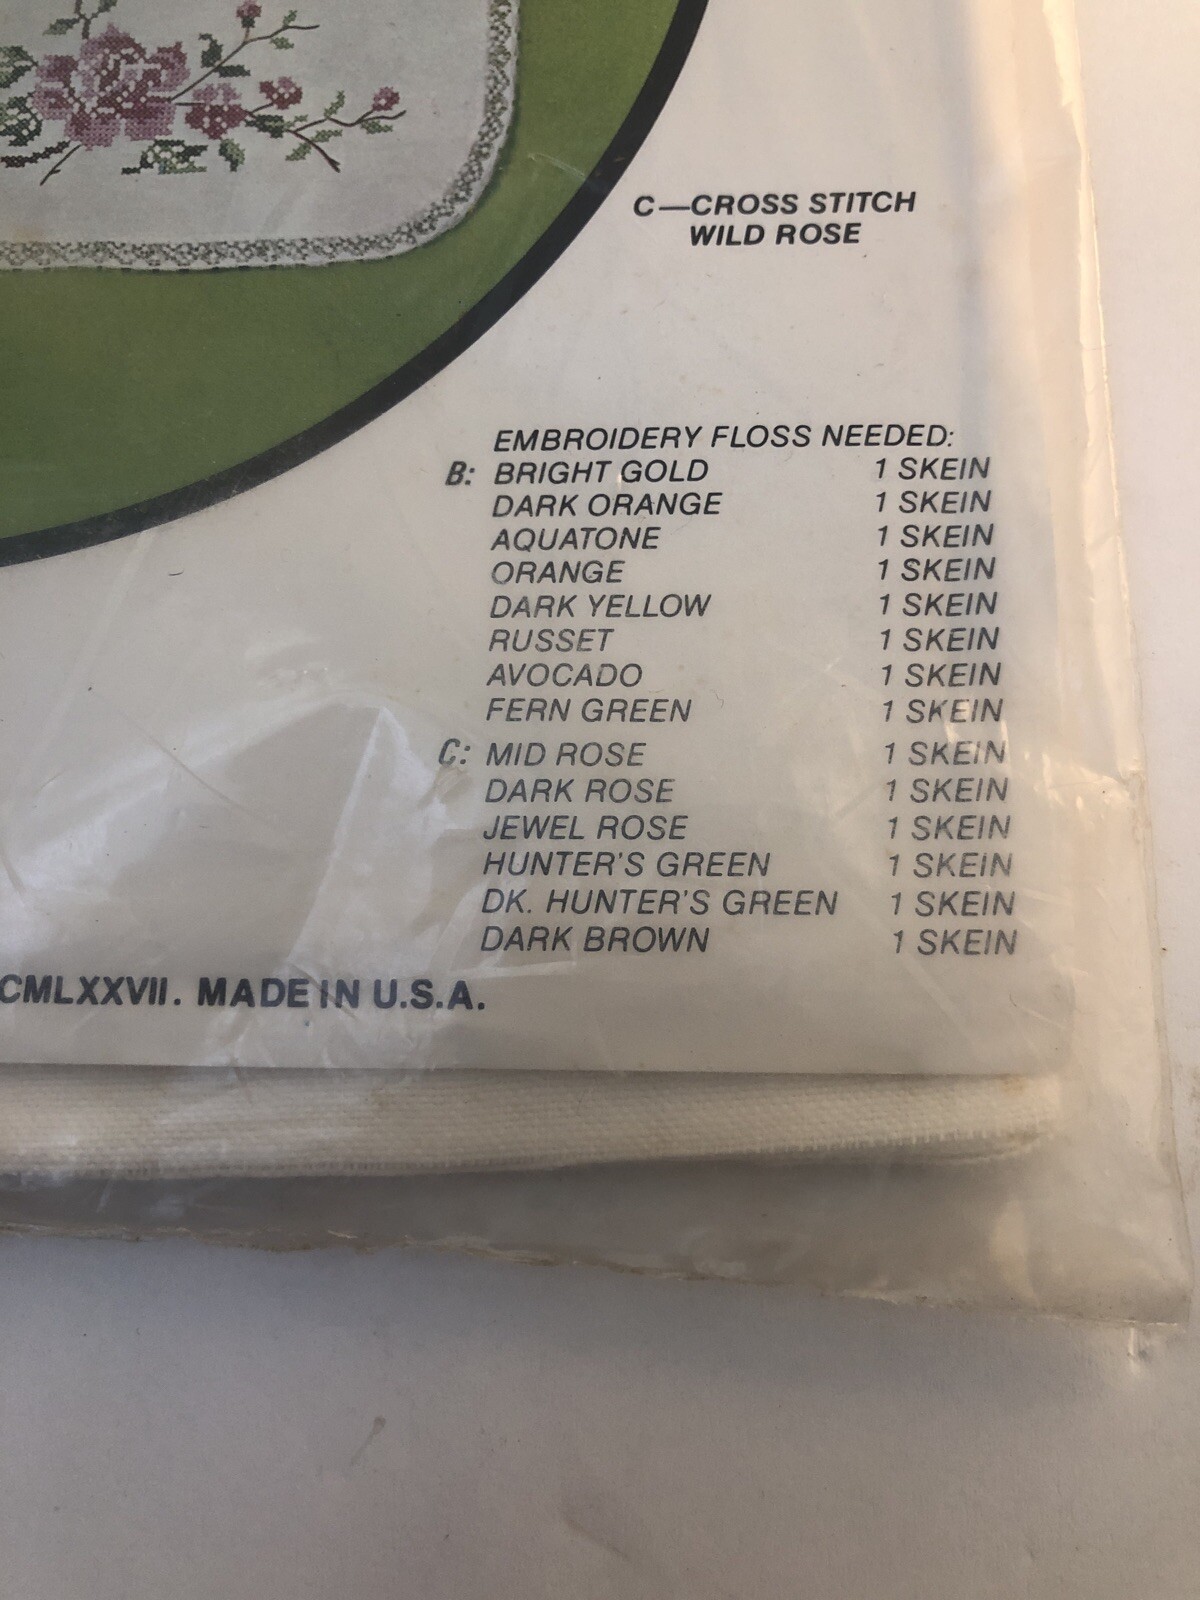 C—CROSS STITCH
WILD ROSE
EMBROIDERY FLOSS NEEDED:
B: BRIGHT GOLD 1 SKEIN
DARK ORANGE 1 SKEIN
AQUATONE 1 SKEIN
ORANGE 1 SKEIN
DARK YELLOW 1 SKEIN
RUSSET 1 SKEIN
AVOCADO 1 SKEIN
FERN GREEN 1 SKEIN
C: MID ROSE 1 SKEIN
DARK ROSE 1 SKEIN
JEWEL ROSE 1 SKEIN
HUNTER'S GREEN 1 SKEIN
DK. HUNTER'S GREEN 1 SKEIN
DARK BROWN 1 SKEIN
CMLXXVII. MADE IN U.S.A.